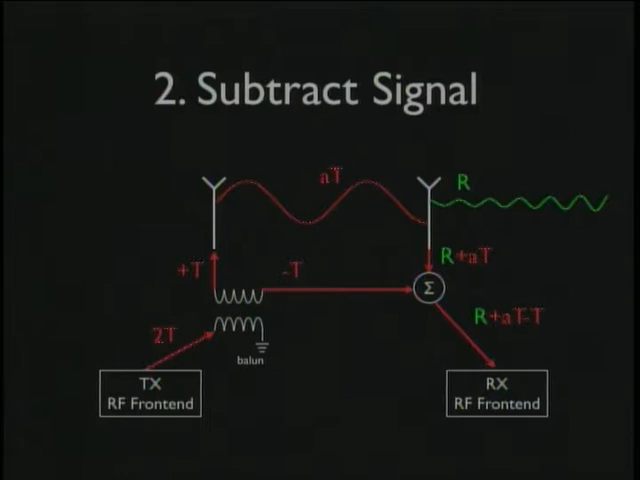 2. Subtract Signal
aT
R
R+aT
+T
-T
Σ
2T
R+aT-T
balun
TX
RF Frontend
RX
RF Frontend